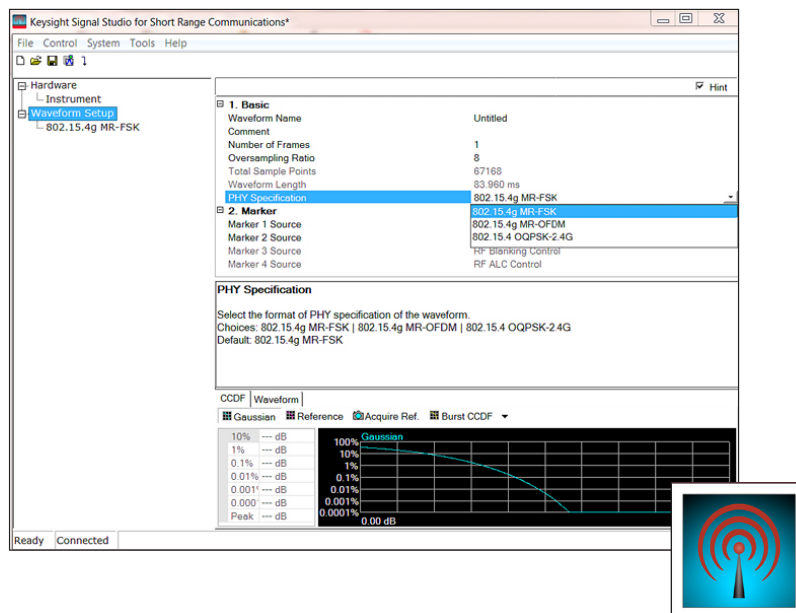 Keysight Signal Studio for Short Range Communications*
File Control System Tools Help
Hardware
Instrument
Waveform Setup
802.15.4g MR-FSK
Hint
1. Basic
Waveform Name Untitled
Comment
Number of Frames 1
Oversampling Ratio 8
Total Sample Points 67168
Waveform Length 83.960 ms
PHY Specification 802.15.4g MR-FSK
802.15.4g MR-FSK
2. Marker
Marker 1 Source 802.15.4g MR-OFDM
Marker 2 Source 802.15.4 OQPSK-2.4G
Marker 3 Source RF Blanking Control
Marker 4 Source RF ALC Control
PHY Specification
Select the format of PHY specification of the waveform.
Choices: 802.15.4g MR-FSK | 802.15.4g MR-OFDM | 802.15.4 OQPSK-2.4G
Default: 802.15.4g MR-FSK
CCDF Waveform
Gaussian Reference Acquire Ref. Burst CCDF
10% --- dB
1% --- dB
0.1% --- dB
0.01% --- dB
0.001 --- dB
0.000 --- dB
Peak --- dB
Gaussian
100%
10%
1%
0.1%
0.01%
0.001%
0.0001%
0.00 dB
Ready Connected